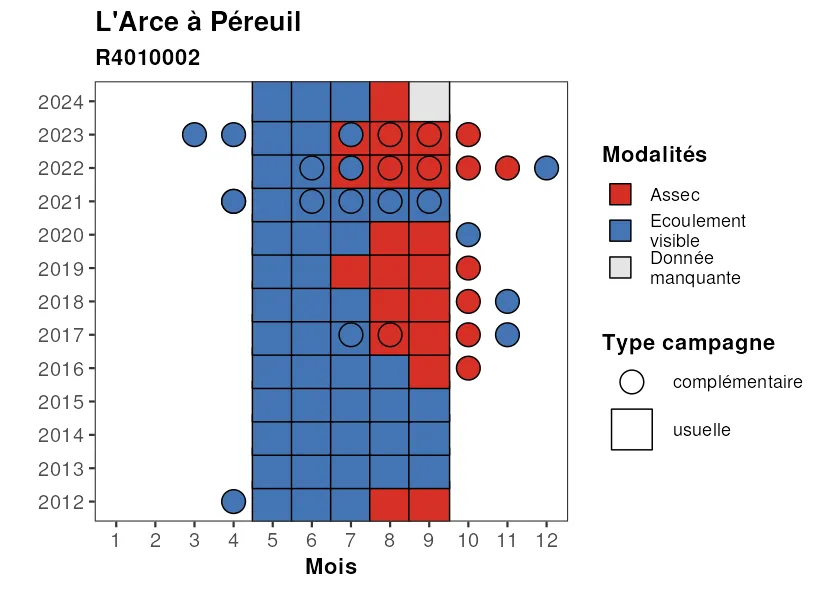 L'Arce à Péreuil
R4010002
2024
2023
2022
2021
2020
2019
2018
2017
2016
2015
2014
2013
2012
1 2 3 4 5 6 7 8 9 10 11 12
Mois
Modalités
Assec
Ecoulement
visible
Donnée
manquante
Type campagne
complémentaire
usuelle